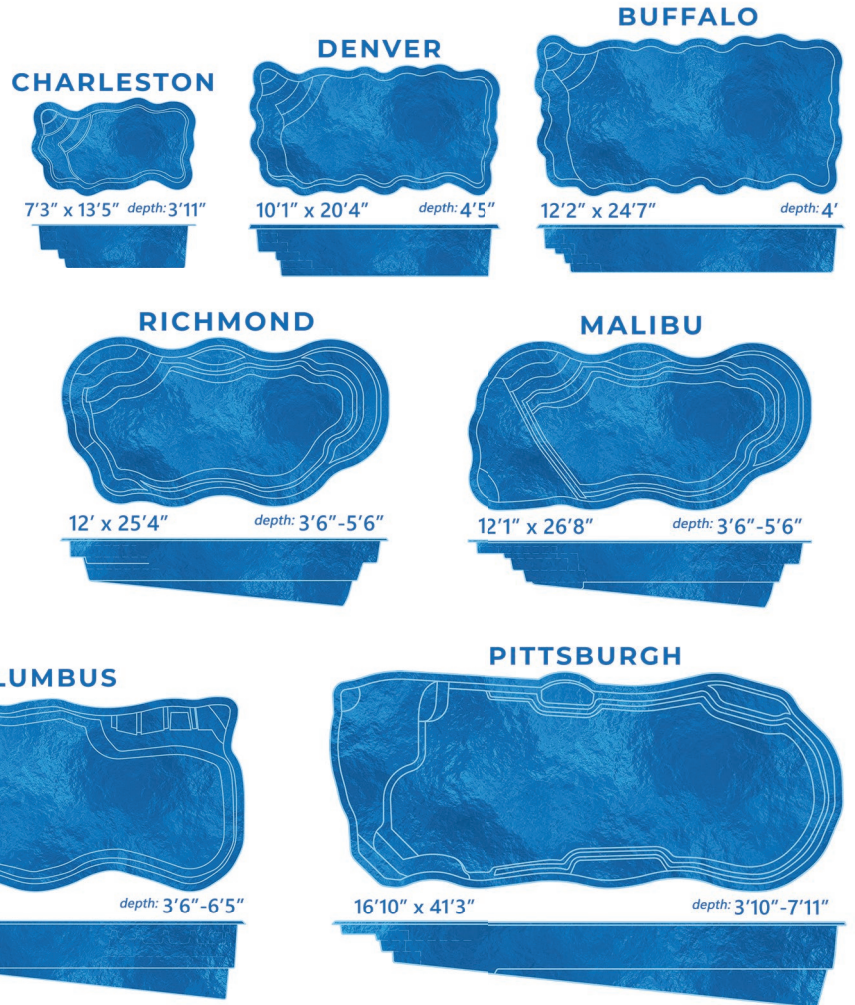 BUFFALO
DENVER
CHARLESTON
7'3" x 13'5" depth: 3'11"
10'1" x 20'4" depth: 4'5"
12'2" x 24'7" depth: 4'
RICHMOND
MALIBU
12' x 25'4" depth: 3'6"-5'6"
12'1" x 26'8" depth: 3'6"-5'6"
PITTSBURGH
LUMBUS
depth: 3'6"-6'5"
16'10" x 41'3" depth: 3'10"-7'11"